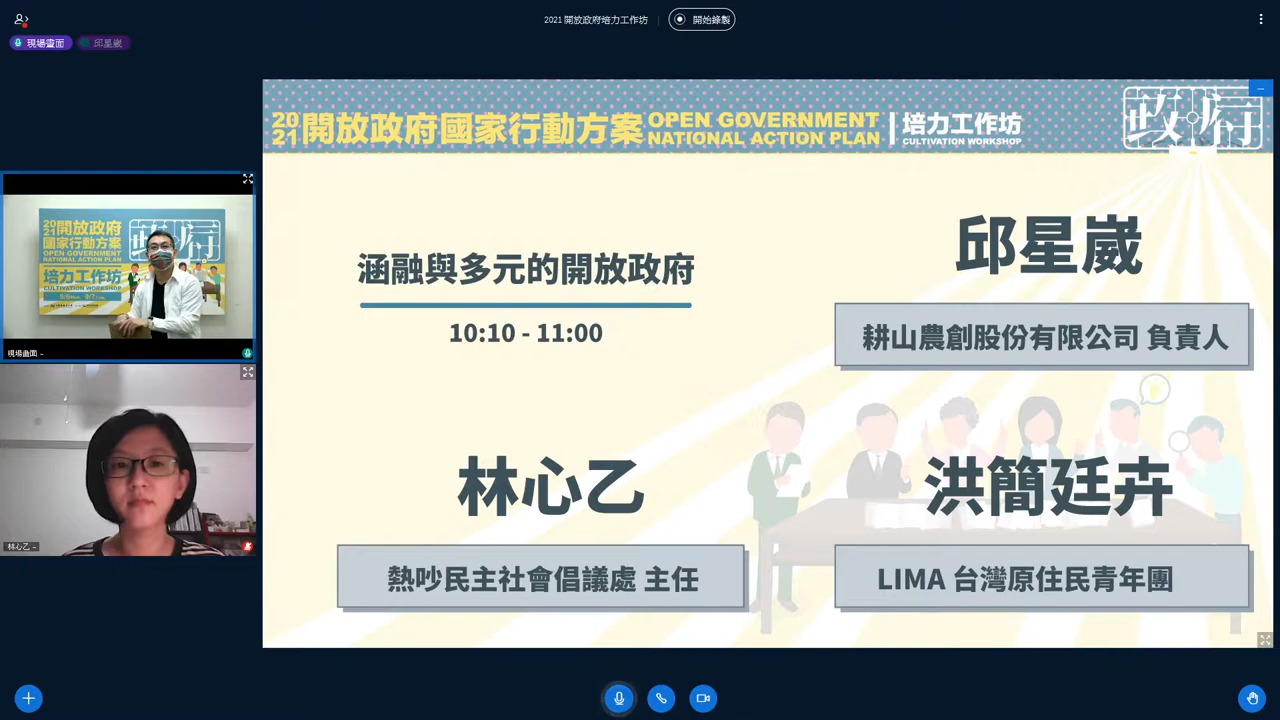 2021 開放政府培力工作坊
開始錄製
現場畫面
邱星崴
2021開放政府國家行動方案
OPEN GOVERNMENT
NATIONAL ACTION PLAN
培力工作坊
CULTIVATION WORKSHOP
政府
2021開放政府
國家行動方案
OPEN GOVERNMENT
NATIONAL ACTION PLAN
培力工作坊
CULTIVATION WORKSHOP
現場畫面
林心乙
涵融與多元的開放政府
10:10 - 11:00
邱星崴
耕山農創股份有限公司 負責人
林心乙
熱吵民主社會倡議處 主任
洪簡廷卉
LIMA 台灣原住民青年團